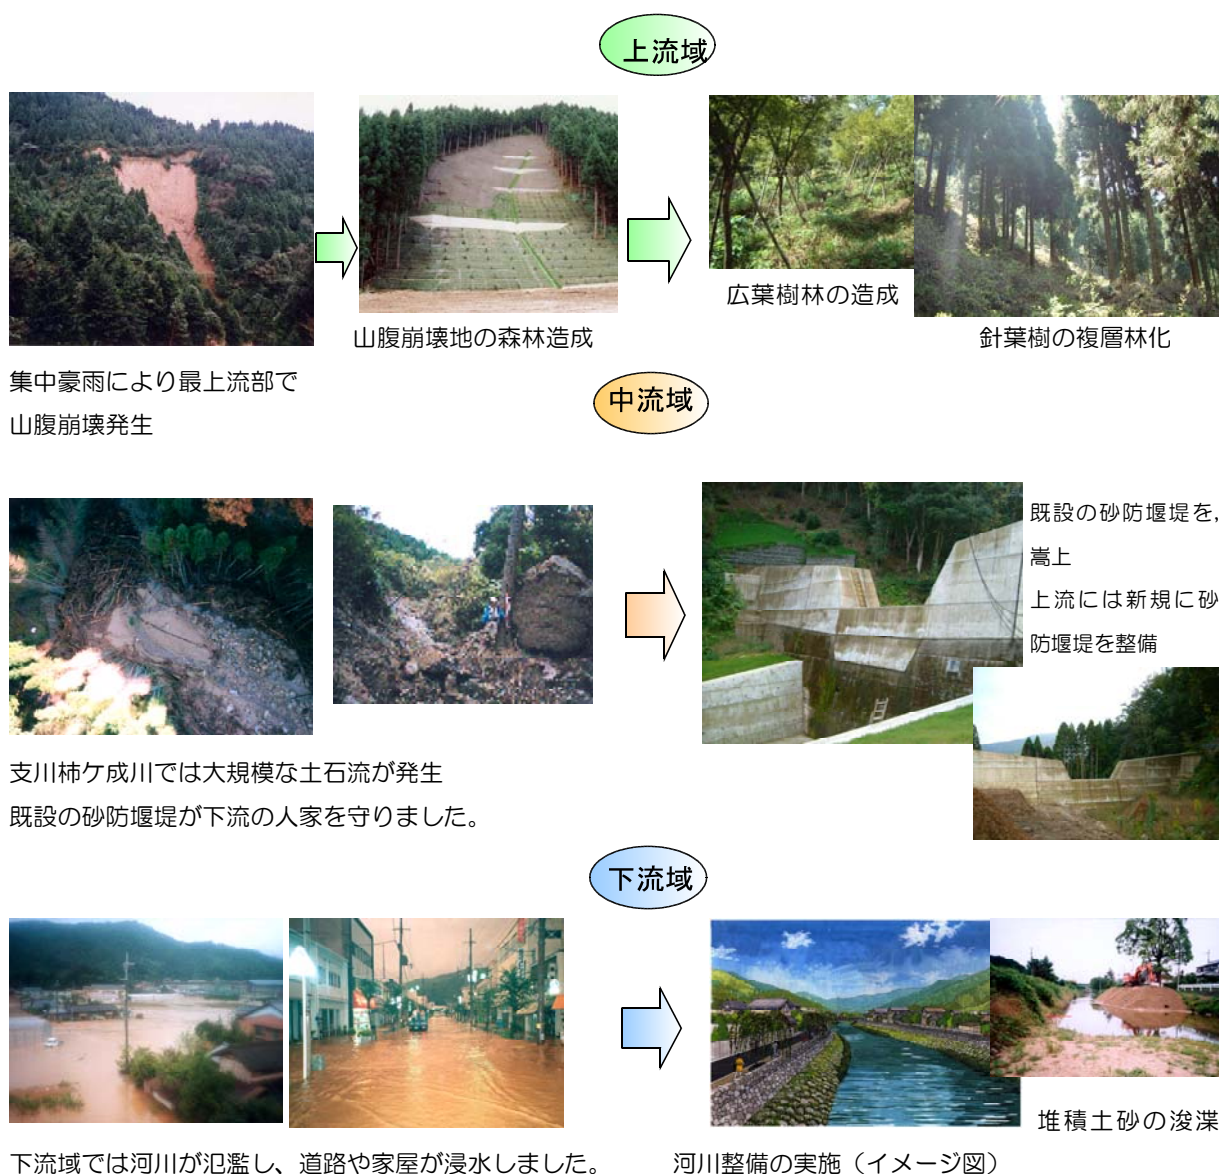 上流域
山腹崩壊地の森林造成
広葉樹林の造成
針葉樹の複層林化
集中豪雨により最上流部で
山腹崩壊発生
中流域
既設の砂防堰堤を,
嵩上
上流には新規に砂
防堰堤を整備
支川柿ケ成川では大規模な土石流が発生
既設の砂防堰堤が下流の人家を守りました。
下流域
堆積土砂の浚渫
下流域では河川が氾濫し、道路や家屋が浸水しました。
河川整備の実施（イメージ図）